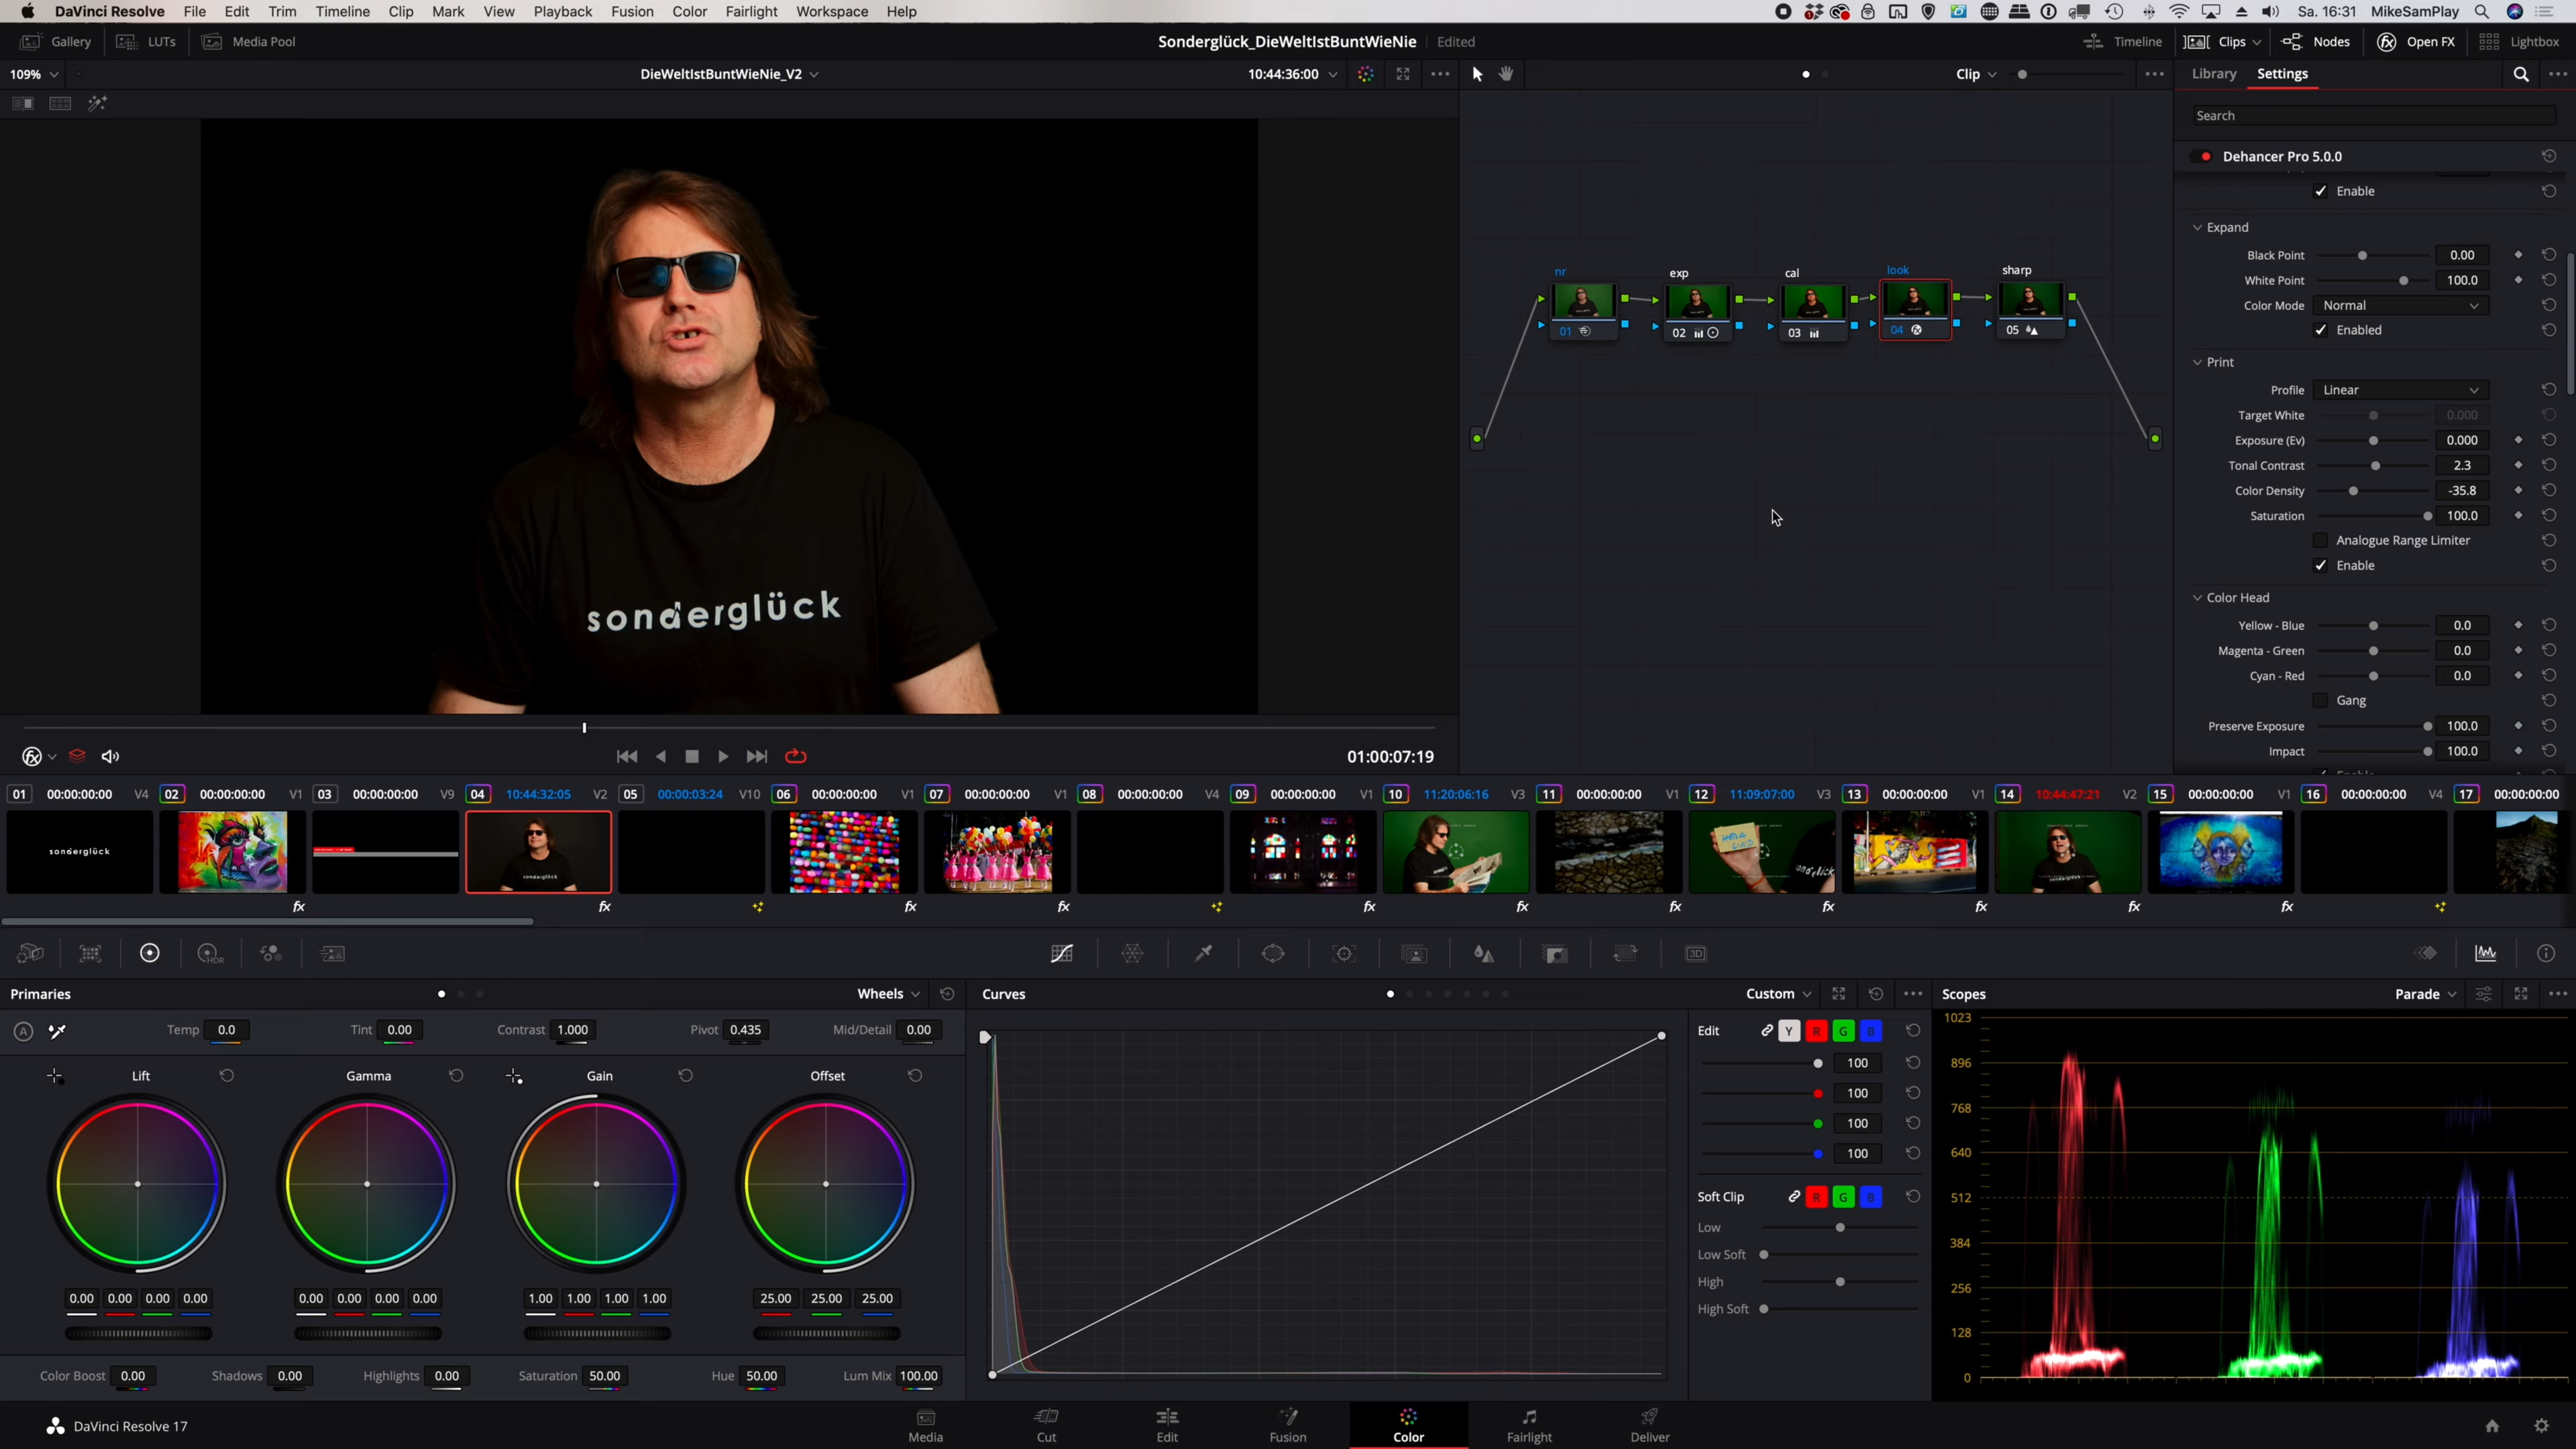 DaVinci Resolve File Edit Trim Timeline Clip Mark View Playback Fusion Color Fairlight Workspace Help Sa. 16:31 MikeSamPlay
Gallery LUTs Media Pool Sonderglück_DieWeltIstBuntWieNie Edited Timeline Clips Nodes Open FX Lightbox
109% DieWeltIstBuntWieNie_V2 10:44:36:00 Clip Library Settings
Search
Dehancer Pro 5.0.0
Enable
Expand
Black Point 0.00
White Point 100.0
Color Mode Normal
Enabled
Print
Profile Linear
Target White 0.000
Exposure (Ev) 0.000
Tonal Contrast 2.3
Color Density -35.8
Saturation 100.0
Analogue Range Limiter
Enable
Color Head
Yellow - Blue 0.0
Magenta - Green 0.0
Cyan - Red 0.0
Gang
Preserve Exposure 100.0
Impact 100.0
nr exp cal look sharp
01 02 03 04 05
sonderglück
01:00:07:19
01 00:00:00:00 V4 02 00:00:00:00 V1 03 00:00:00:00 V9 04 10:44:32:05 V2 05 00:00:03:24 V10 06 00:00:00:00 V1 07 00:00:00:00 V1 08 00:00:00:00 V4 09 00:00:00:00 V1 10 11:20:06:16 V3 11 00:00:00:00 V1 12 11:09:07:00 V3 13 00:00:00:00 V1 14 10:44:47:21 V2 15 00:00:00:00 V1 16 00:00:00:00 V4 17 00:00:00:00
sonderglück
fx fx fx fx fx fx fx fx fx fx fx
HDR 3D
Primaries Wheels
Temp 0.0 Tint 0.00 Contrast 1.000 Pivot 0.435 Mid/Detail 0.00
Lift Gamma Gain Offset
0.00 0.00 0.00 0.00 0.00 0.00 0.00 0.00 1.00 1.00 1.00 1.00 25.00 25.00 25.00
Color Boost 0.00 Shadows 0.00 Highlights 0.00 Saturation 50.00 Hue 50.00 Lum Mix 100.00
Curves Custom
Edit Y R G B
100
100
100
100
Soft Clip R G B
Low
Low Soft
High
High Soft
Scopes Parade
1023
896
768
640
512
384
256
128
0
DaVinci Resolve 17 Media Cut Edit Fusion Color Fairlight Deliver